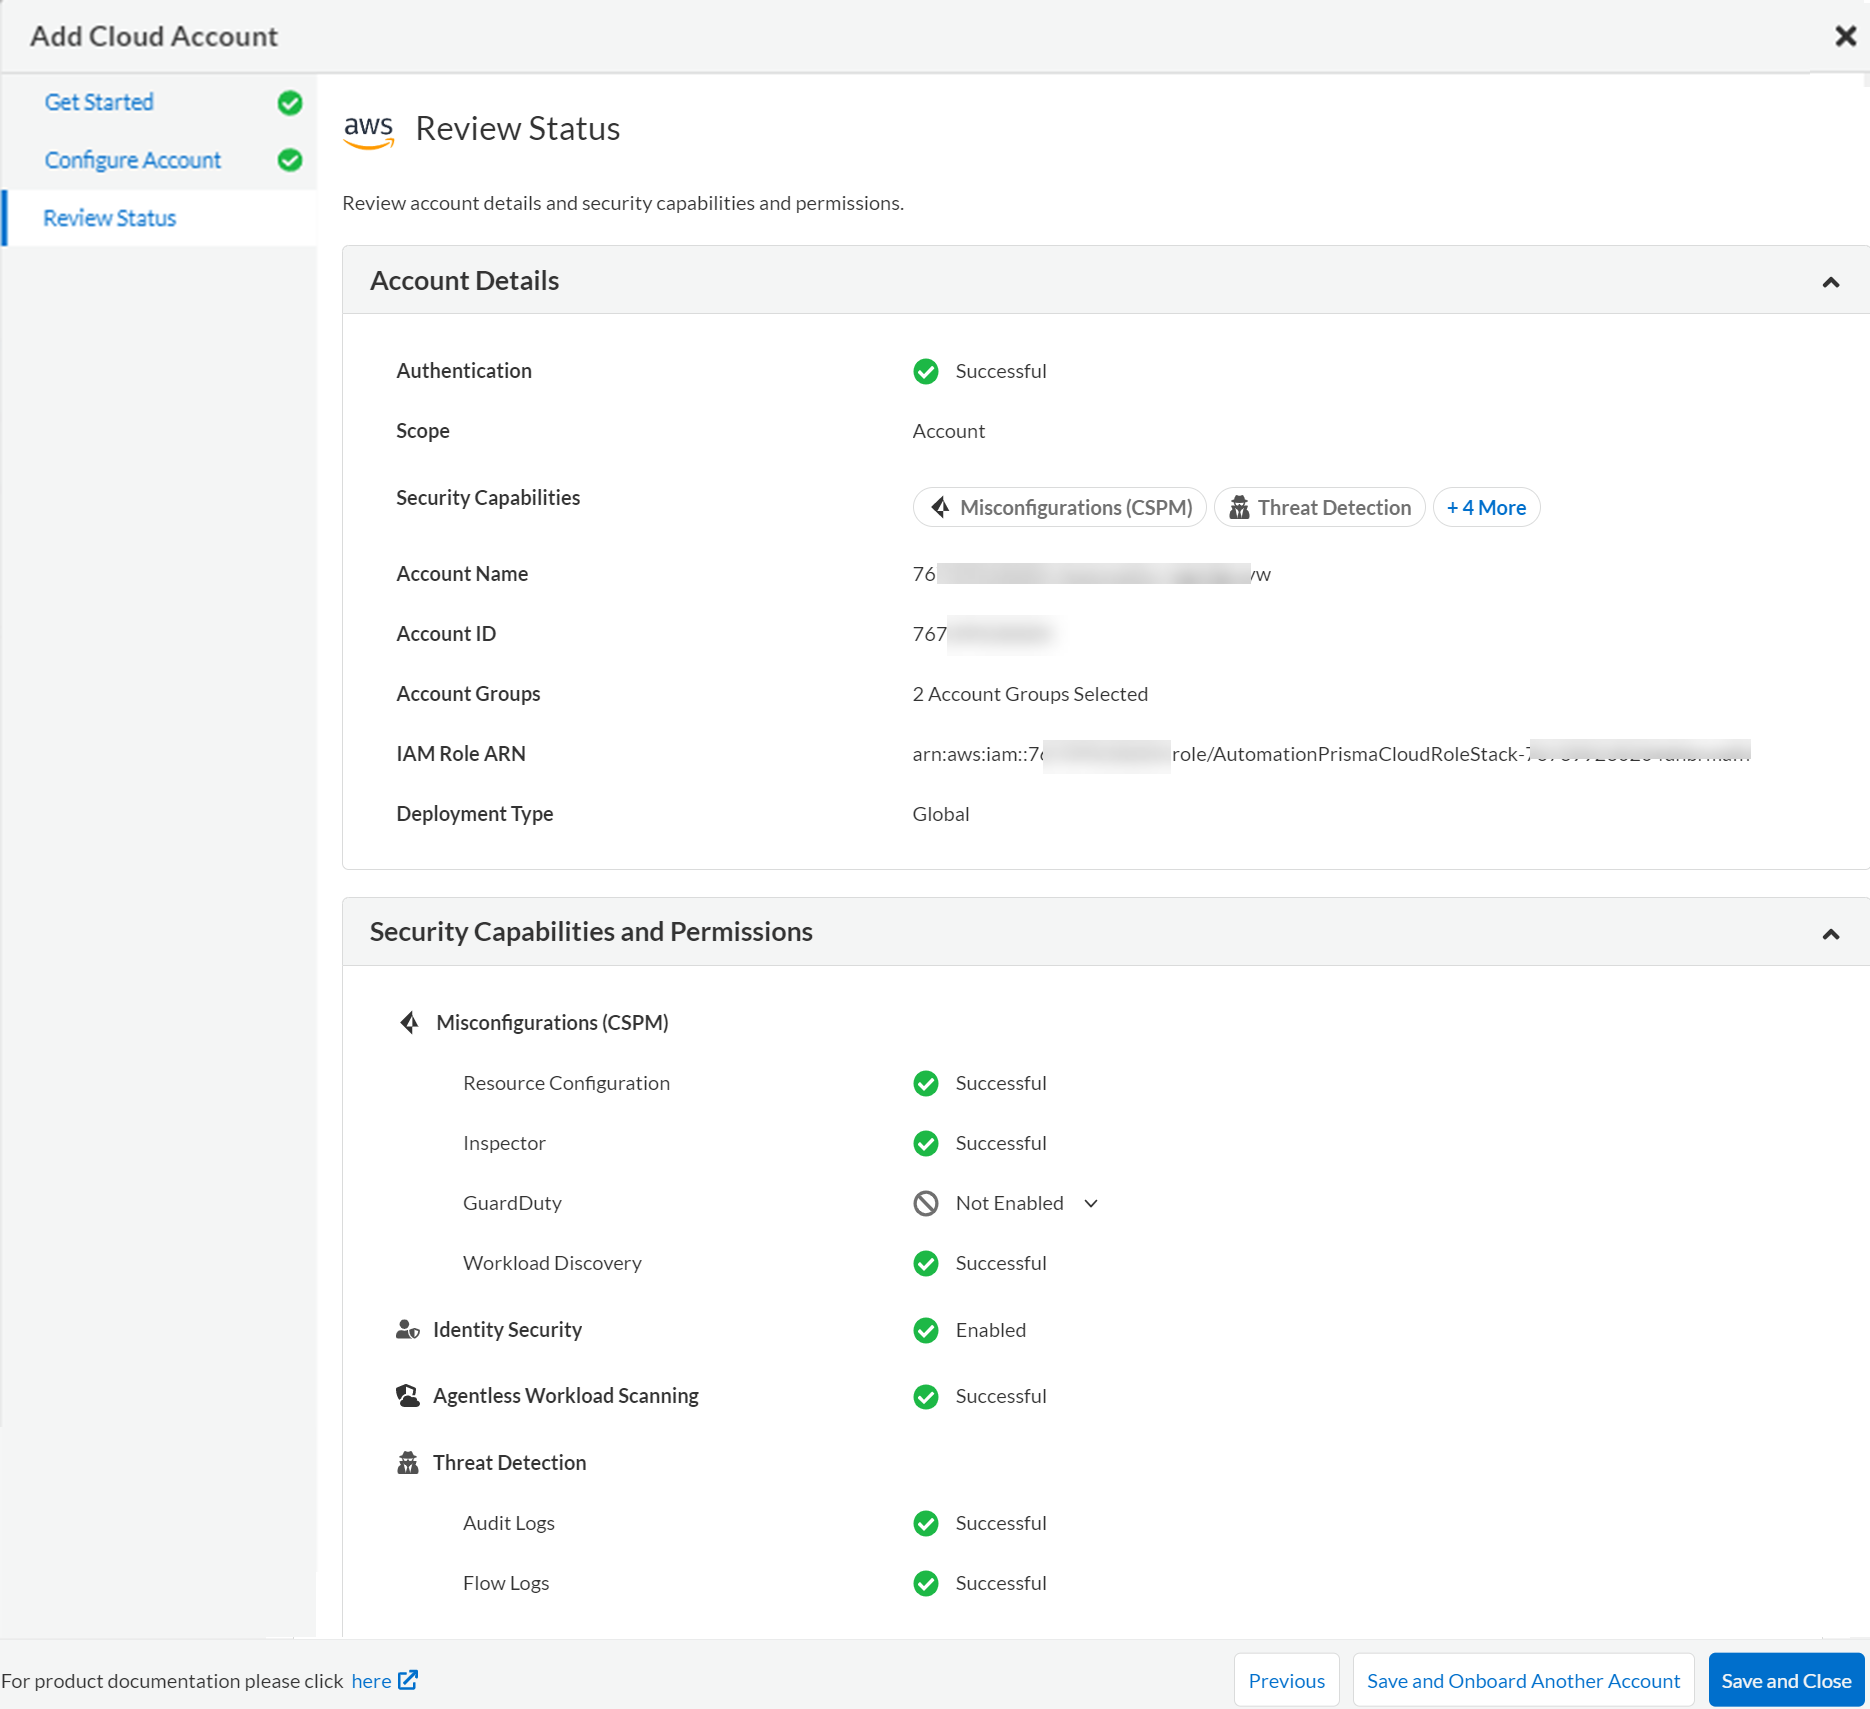 Add Cloud Account
Get Started
Configure Account
Review Status
aws Review Status
Review account details and security capabilities and permissions.
Account Details
Authentication Successful
Scope Account
Security Capabilities Misconfigurations (CSPM) Threat Detection + 4 More
Account Name 76 vw
Account ID 767
Account Groups 2 Account Groups Selected
IAM Role ARN arn:aws:iam::76 role/AutomationPrismaCloudRoleStack-
Deployment Type Global
Security Capabilities and Permissions
Misconfigurations (CSPM)
Resource Configuration Successful
Inspector Successful
GuardDuty Not Enabled
Workload Discovery Successful
Identity Security Enabled
Agentless Workload Scanning Successful
Threat Detection
Audit Logs Successful
Flow Logs Successful
For product documentation please click here
Previous Save and Onboard Another Account Save and Close